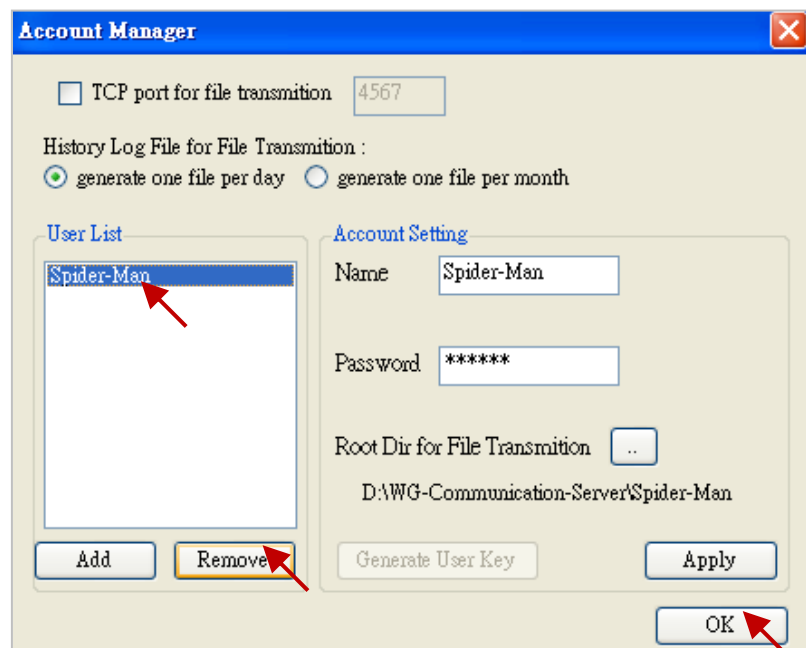 Account Manager
TCP port for file transmition 4567
History Log File for File Transmition :
generate one file per day generate one file per month
User List
Spider-Man
Add Remove
Account Setting
Name Spider-Man
Password ******
Root Dir for File Transmition ..
D:\WG-Communication-Server\Spider-Man
Generate User Key Apply
OK